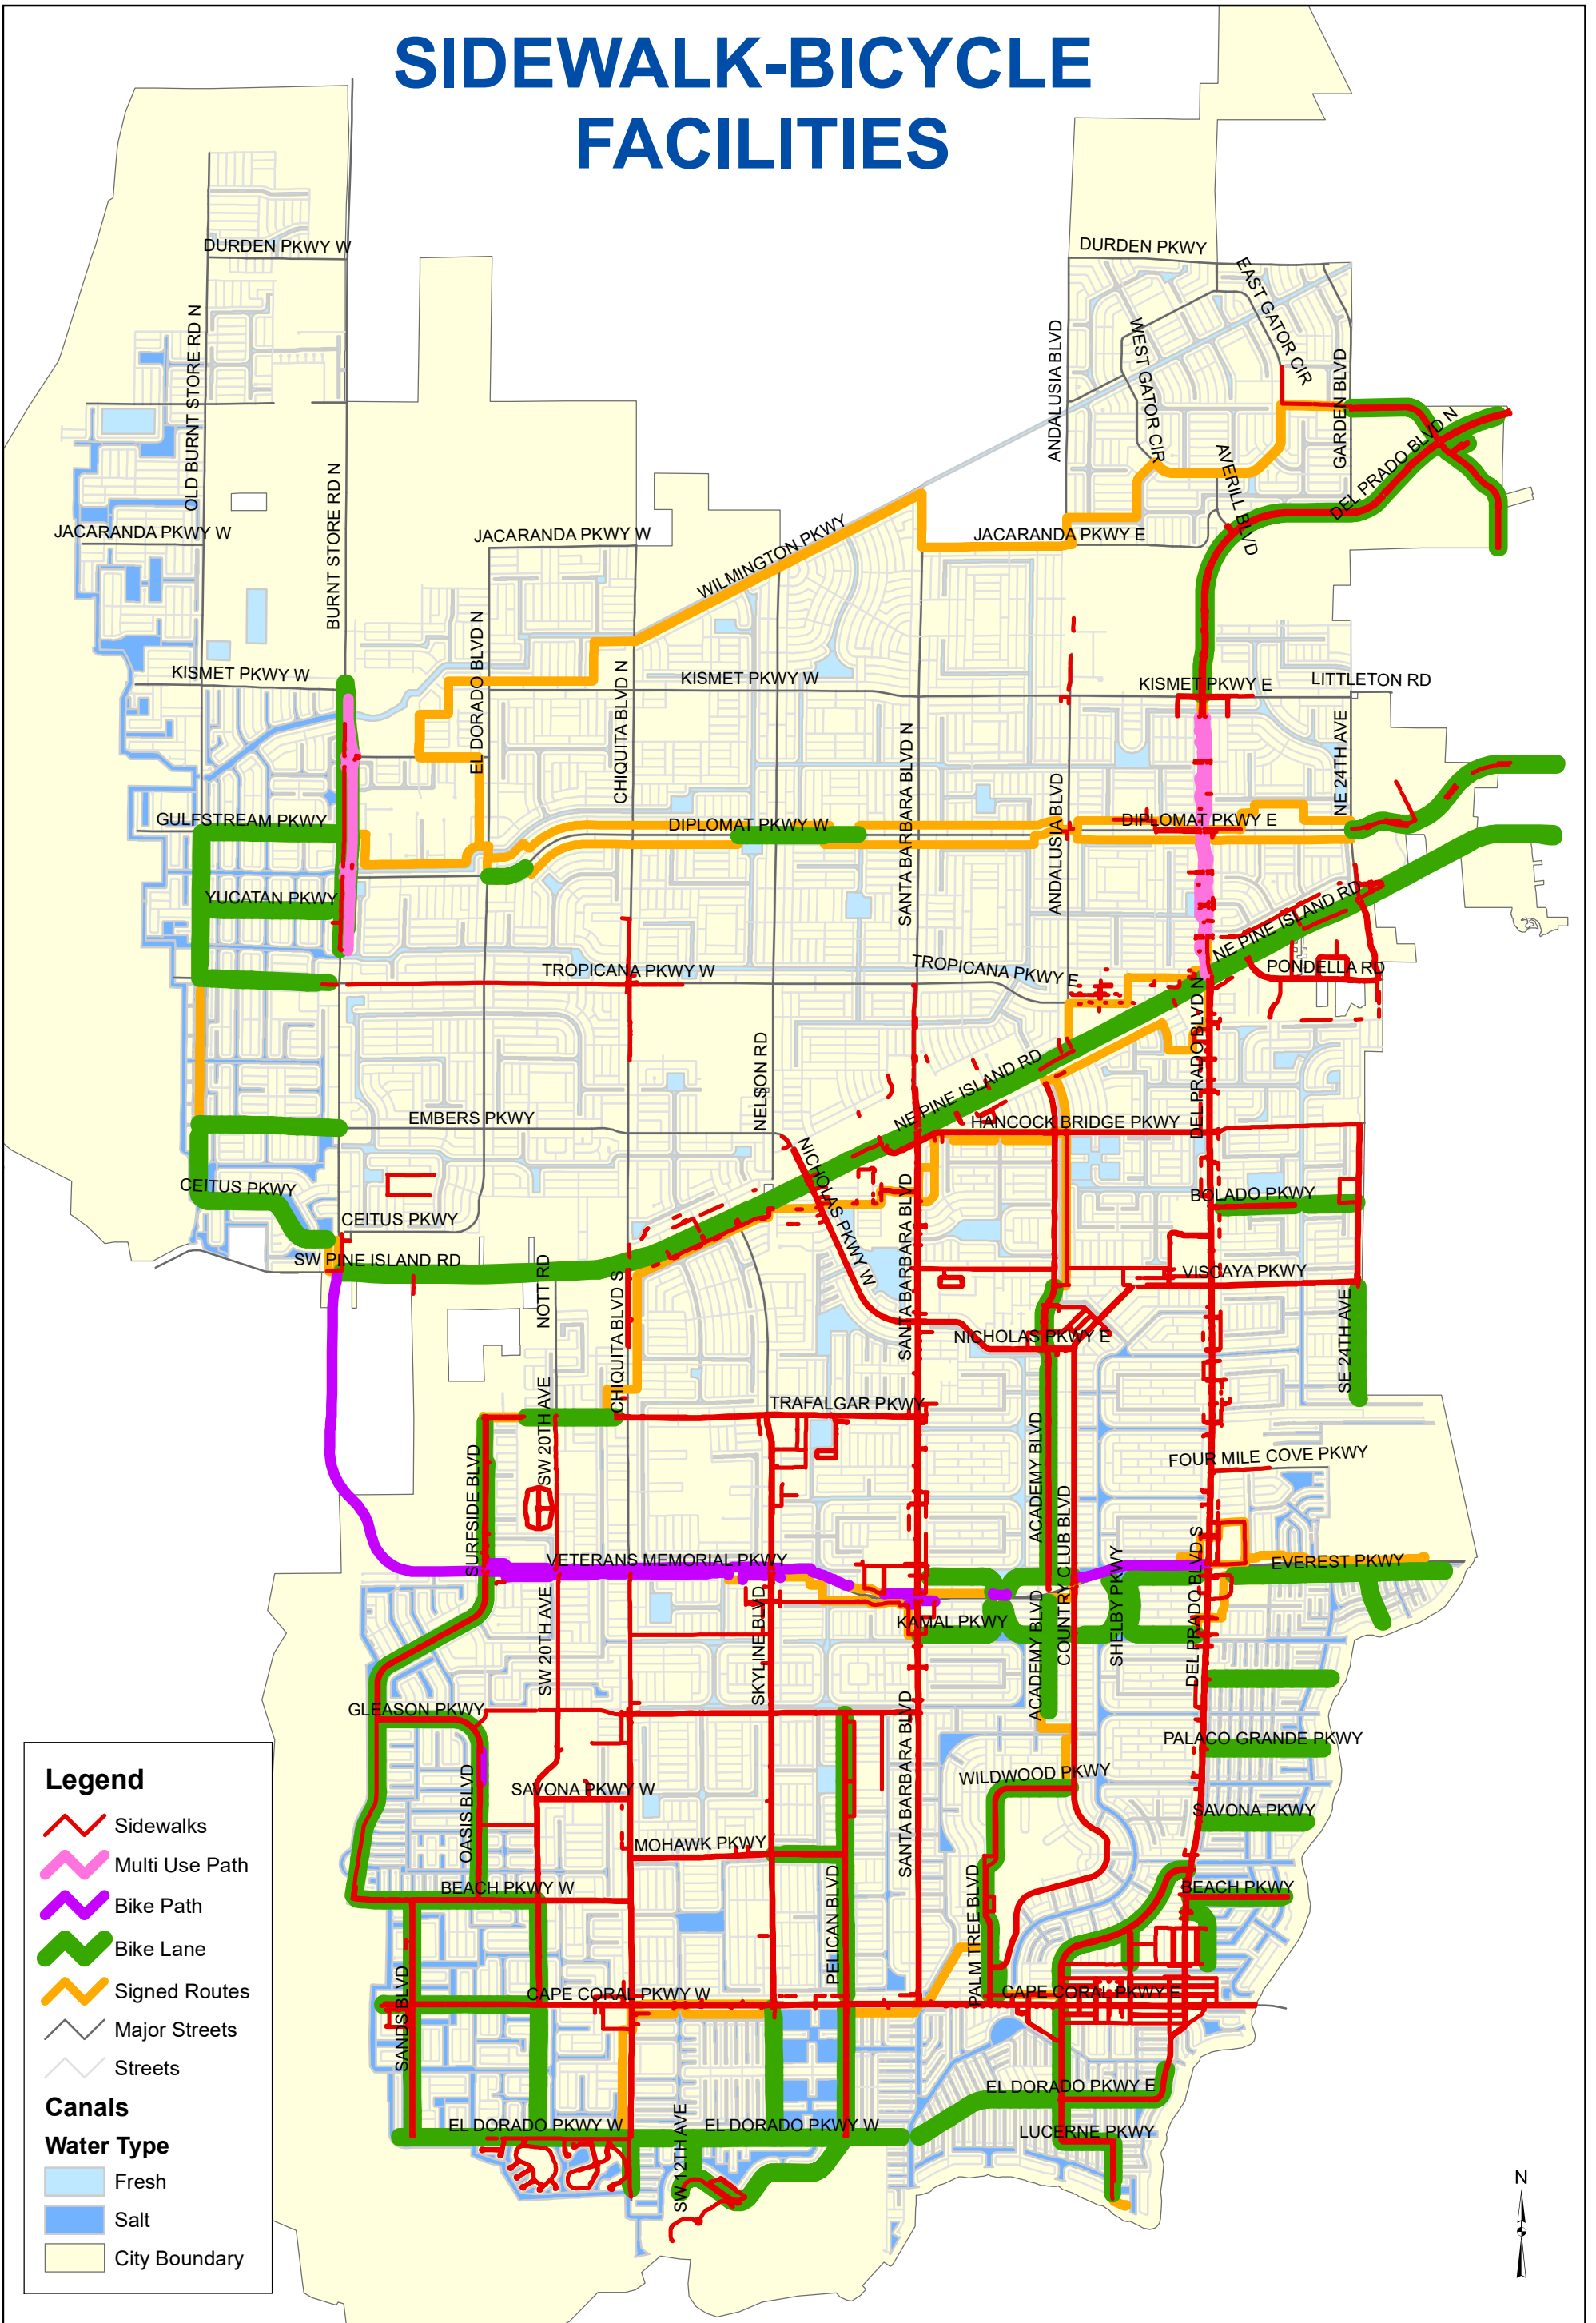 SIDEWALK-BICYCLE
FACILITIES
DURDEN PKWY W
DURDEN PKWY
EAST GATOR CIR
WEST GATOR CIR
ANDALUSIA BLVD
OLD BURNT STORE RD N
GARDEN BLVD
DEL PRADO BLVD N
AVERILL BLVD
BURNT STORE RD N
JACARANDA PKWY W
JACARANDA PKWY W
WILMINGTON PKWY
JACARANDA PKWY E
EL DORADO BLVD N
CHIQUITA BLVD N
KISMET PKWY W
KISMET PKWY W
KISMET PKWY E
LITTLETON RD
SANTA BARBARA BLVD N
ANDALUSIA BLVD
NE 24TH AVE
GULFSTREAM PKWY
DIPLOMAT PKWY W
DIPLOMAT PKWY E
YUCATAN PKWY
NE PINE ISLAND RD
TROPICANA PKWY W
TROPICANA PKWY E
PONDELLA RD
NELSON RD
DEL PRADO BLVD N
NE PINE ISLAND RD
EMBERS PKWY
HANCOCK BRIDGE PKWY
NICHOLAS PKWY W
CEITUS PKWY
CEITUS PKWY
SANTA BARBARA BLVD
BOLADO PKWY
SW PINE ISLAND RD
NOTT RD
CHIQUITA BLVD S
VISCAYA PKWY
NICHOLAS PKWY E
SE 24TH AVE
SW 20TH AVE
TRAFALGAR PKWY
ACADEMY BLVD
SURFSIDE BLVD
FOUR MILE COVE PKWY
COUNTRY CLUB BLVD
DEL PRADO BLVD S
VETERANS MEMORIAL PKWY
EVEREST PKWY
SW 20TH AVE
SKYLINE BLVD
KAMAL PKWY
ACADEMY BLVD
SHELBY PKWY
GLEASON PKWY
SANTA BARBARA BLVD
PALACO GRANDE PKWY
OASIS BLVD
SAVONA PKWY W
WILDWOOD PKWY
SAVONA PKWY
MOHAWK PKWY
PELICAN BLVD
PALM TREE BLVD
BEACH PKWY W
BEACH PKWY
SANDS BLVD
CAPE CORAL PKWY W
CAPE CORAL PKWY E
EL DORADO PKWY W
SW 12TH AVE
EL DORADO PKWY W
EL DORADO PKWY E
LUCERNE PKWY
Legend
Sidewalks
Multi Use Path
Bike Path
Bike Lane
Signed Routes
Major Streets
Streets
Canals
Water Type
Fresh
Salt
City Boundary
N